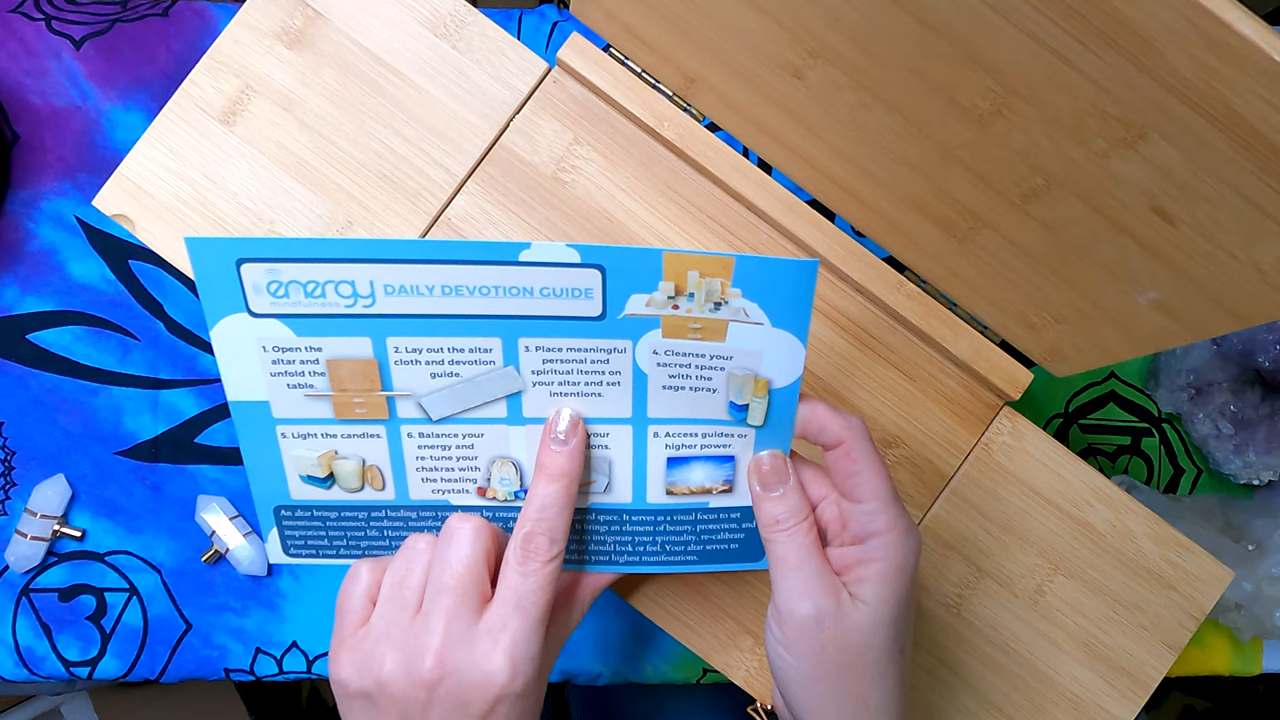 energy
mindfulness
DAILY DEVOTION GUIDE
1. Open the
altar and
unfold the
table.
2. Lay out the altar
cloth and devotion
guide.
3. Place meaningful
personal and
spiritual items on
your altar and set
intentions.
4. Cleanse your
sacred space
with the
sage spray.
5. Light the candles.
6. Balance your
energy and
re-tune your
chakras with
the healing
crystals.
your
8. Access guides or
higher power.
An altar brings energy and healing into your home by sacred space. It serves as a visual focus to set
intentions, reconnect, meditate, manifest, It brings an element of beauty, protection, and
inspiration into your life. you to invigorate your spirituality. re-calibrate
your mind, and re-ground altar should look or feel. Your altar serves to
deepen your divine your highest manifestations.